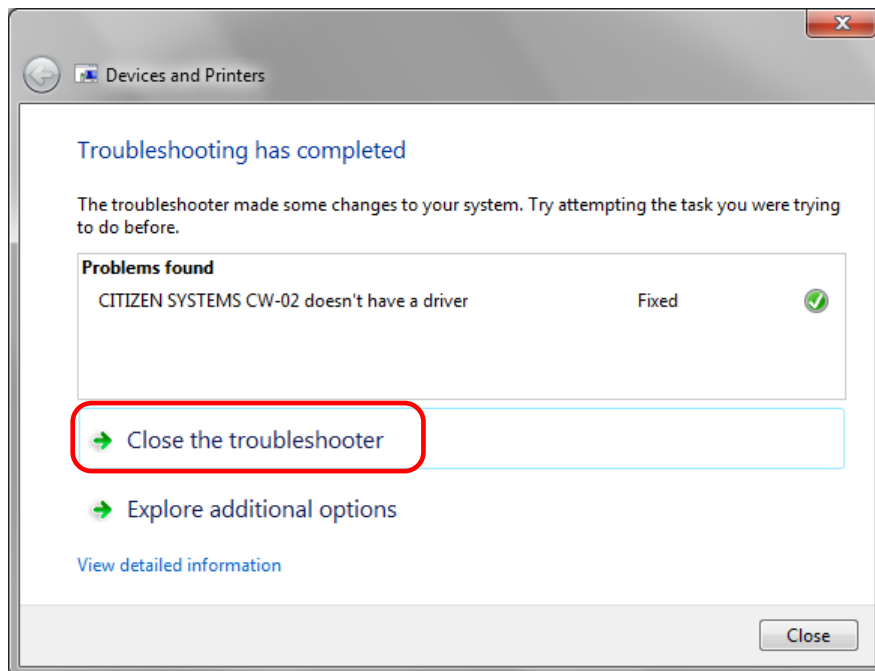 Devices and Printers
Troubleshooting has completed
The troubleshooter made some changes to your system. Try attempting the task you were trying
to do before.
Problems found
CITIZEN SYSTEMS CW-02 doesn't have a driver Fixed
Close the troubleshooter
Explore additional options
View detailed information
Close